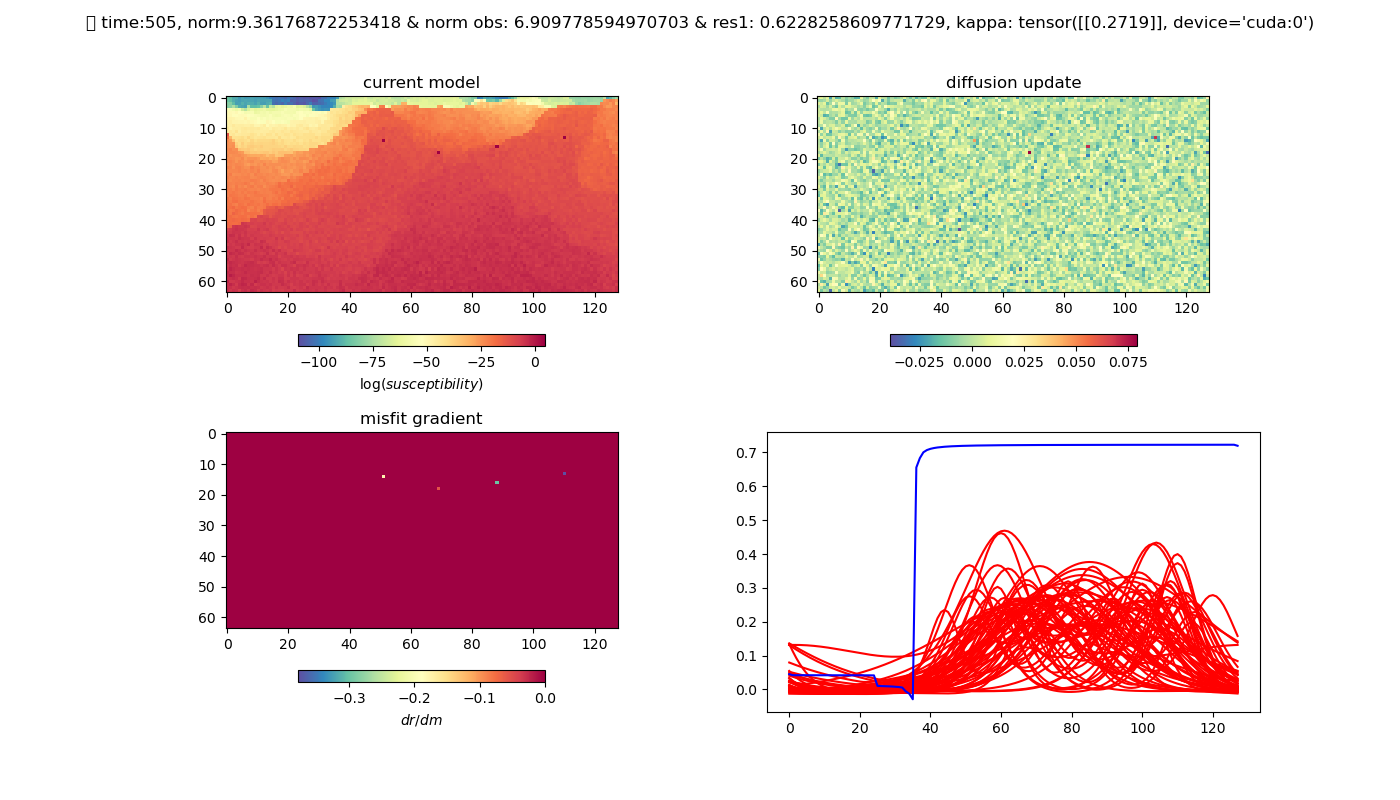 time:505, norm:9.36176872253418 & norm obs: 6.909778594970703 & res1: 0.6228258609771729, kappa: tensor([[0.2719]], device='cuda:0')
current model
0
10
20
30
40
50
60
0 20 40 60 80 100 120
−100 −75 −50 −25 0
log(susceptibility)
diffusion update
0
10
20
30
40
50
60
0 20 40 60 80 100 120
−0.025 0.000 0.025 0.050 0.075
misfit gradient
0
10
20
30
40
50
60
0 20 40 60 80 100 120
−0.3 −0.2 −0.1 0.0
dr/dm
0.7
0.6
0.5
0.4
0.3
0.2
0.1
0.0
0 20 40 60 80 100 120